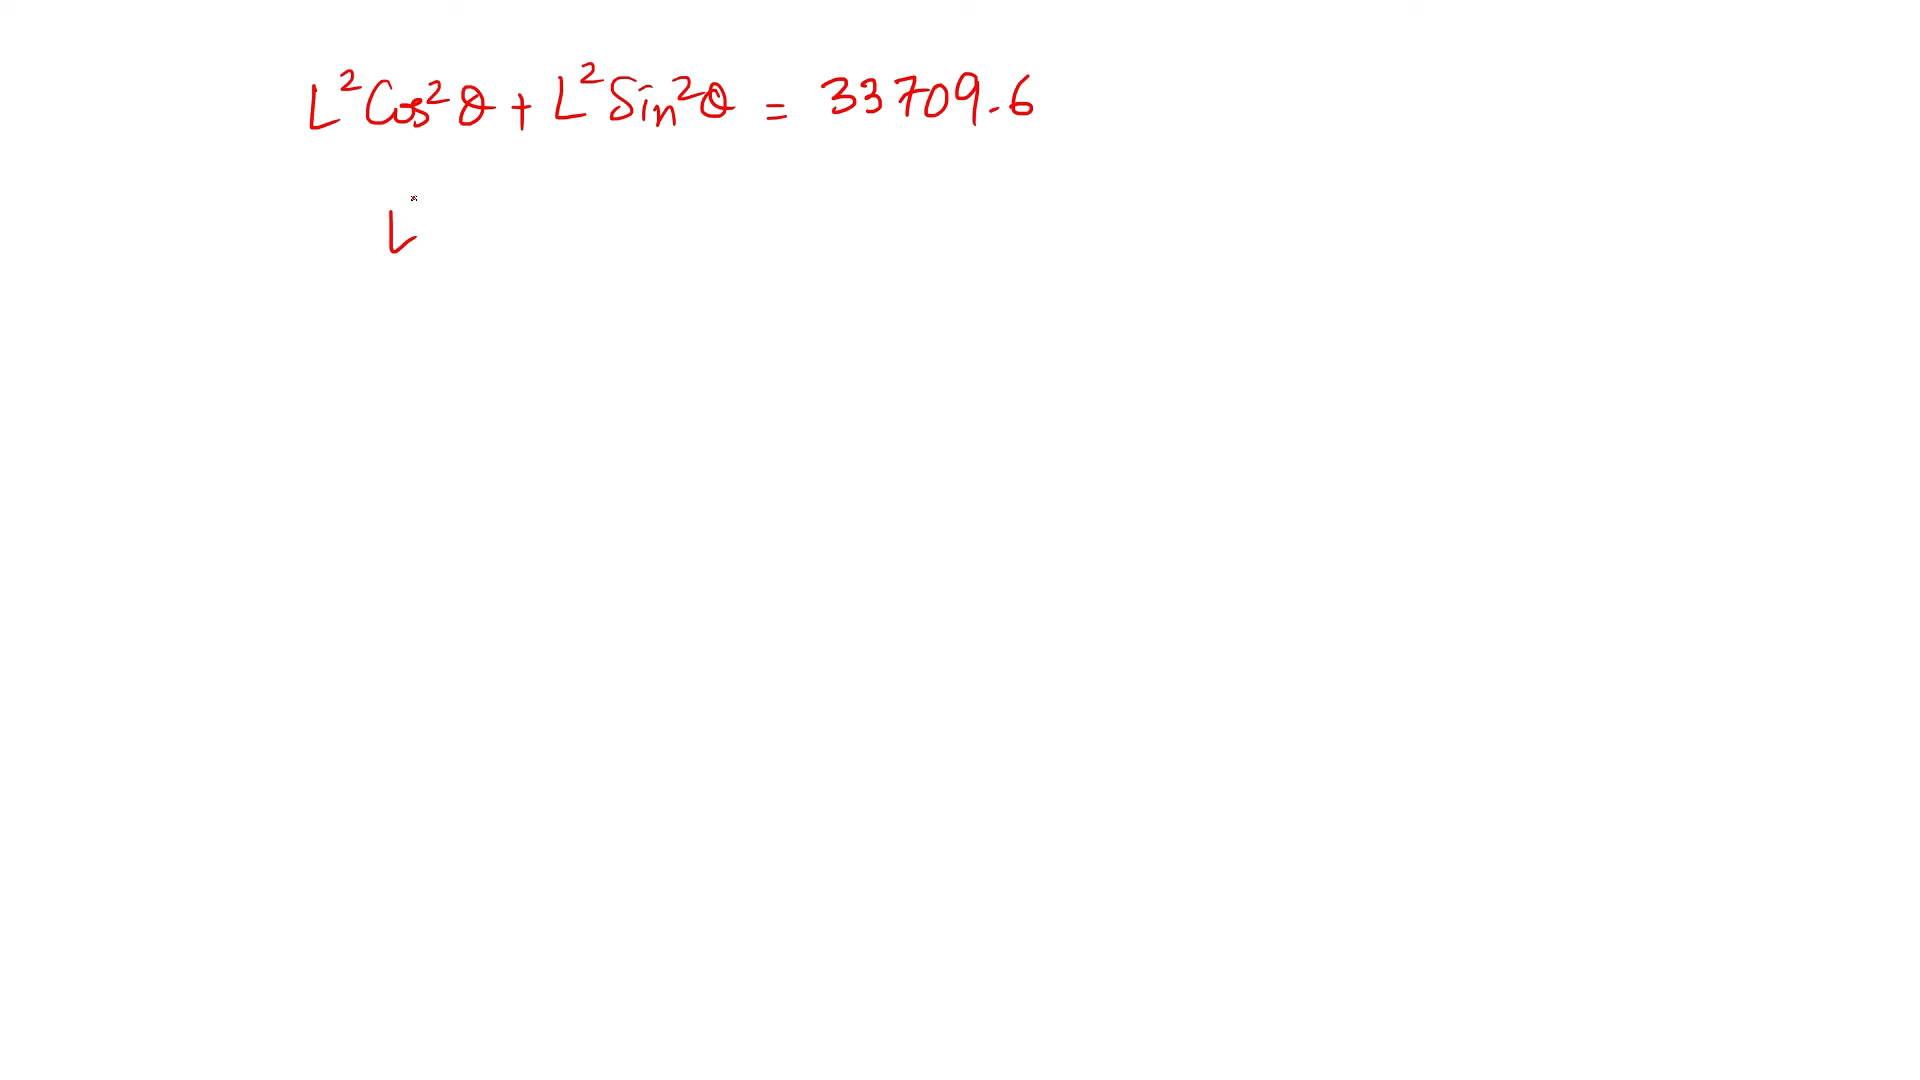 L²Cos²θ + L²Sin²θ = 33709.6
L